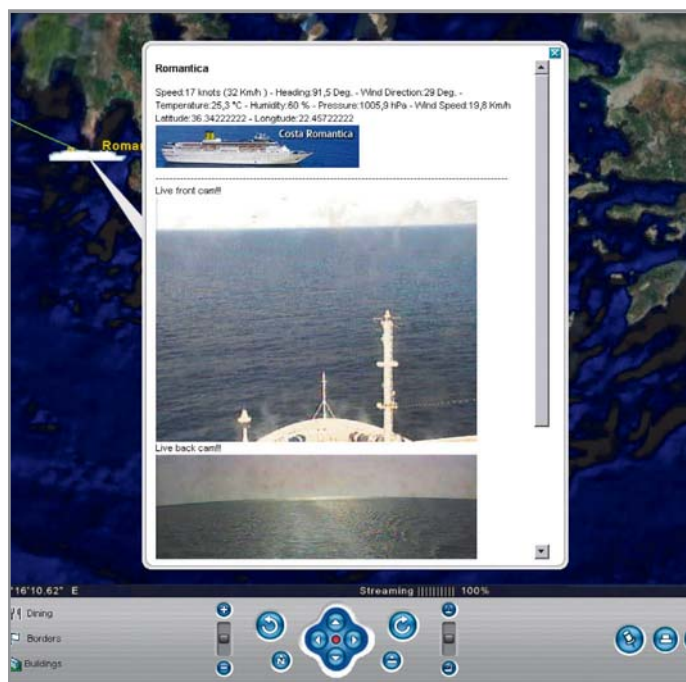 Romantica
Speed:17 knots (32 Km/h ) - Heading:91,5 Deg. - Wind Direction:29 Deg. -
Temperature:25,3 °C - Humidity:60 % - Pressure:1005,9 hPa - Wind Speed:19,8 Km/h
Latitude:36.34222222 - Longitude:22.45722222
Roma
Costa Romantica
Live front cam!!!
Live back cam!!!
°16'10,62" E
Streaming |||||||||| 100%
Dining
Borders
Buildings
N